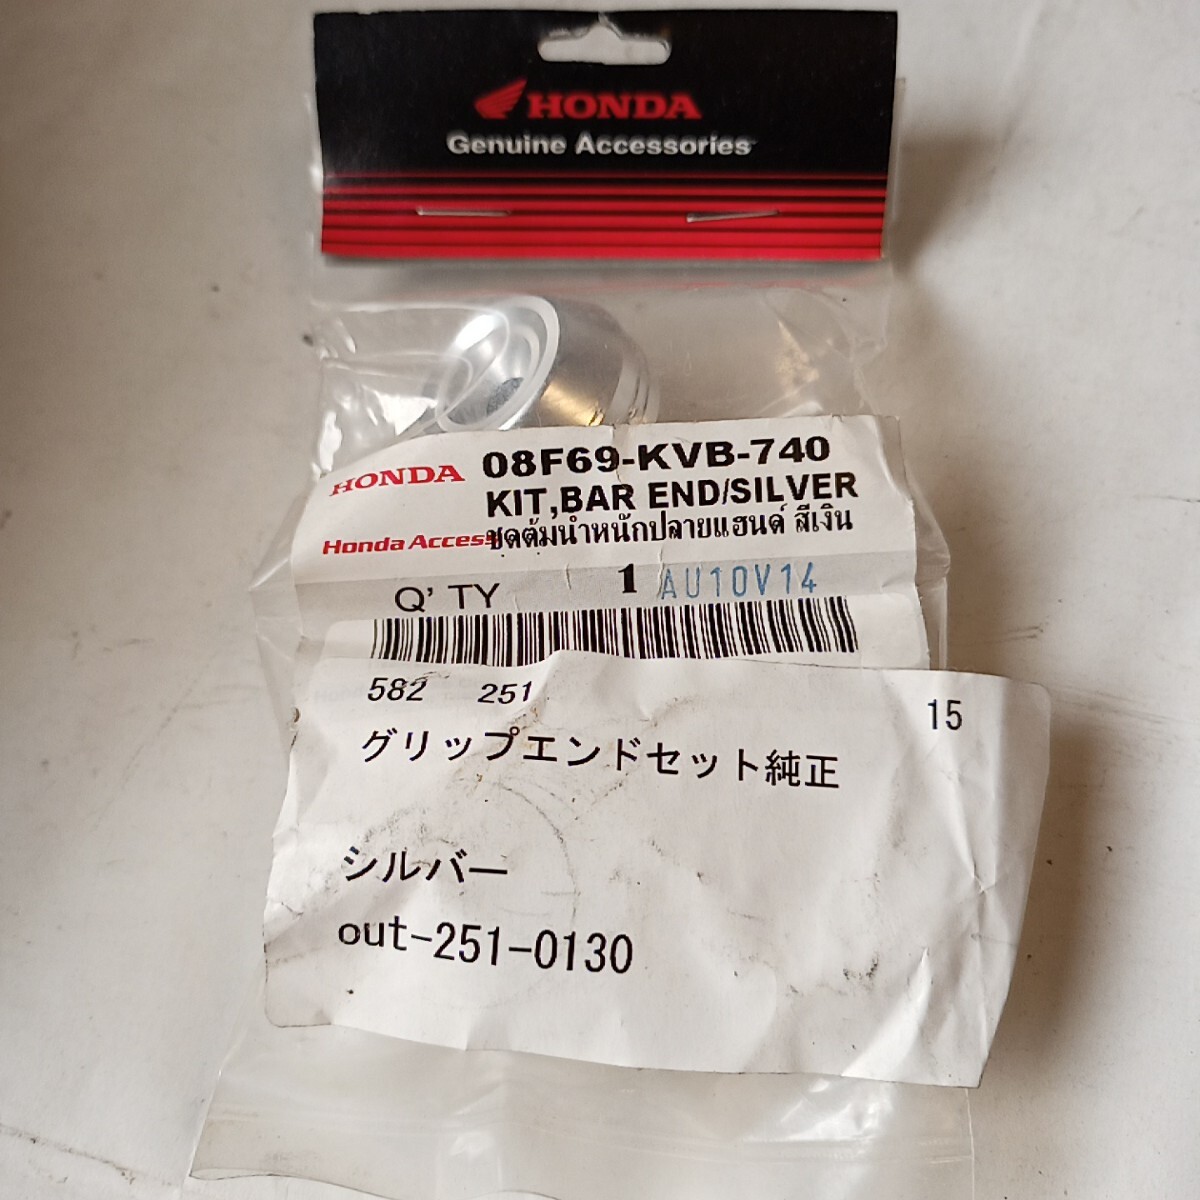 HONDA
Genuine Accessories
HONDA
08F69-KVB-740
KIT,BAR END/SILVER
Honda Access
ชุดตุ้มน้ำหนักปลายแฮนด์ สีเงิน
Q' TY 1 AU10V14
582 251
15
グリップエンドセット純正
シルバー
out-251-0130